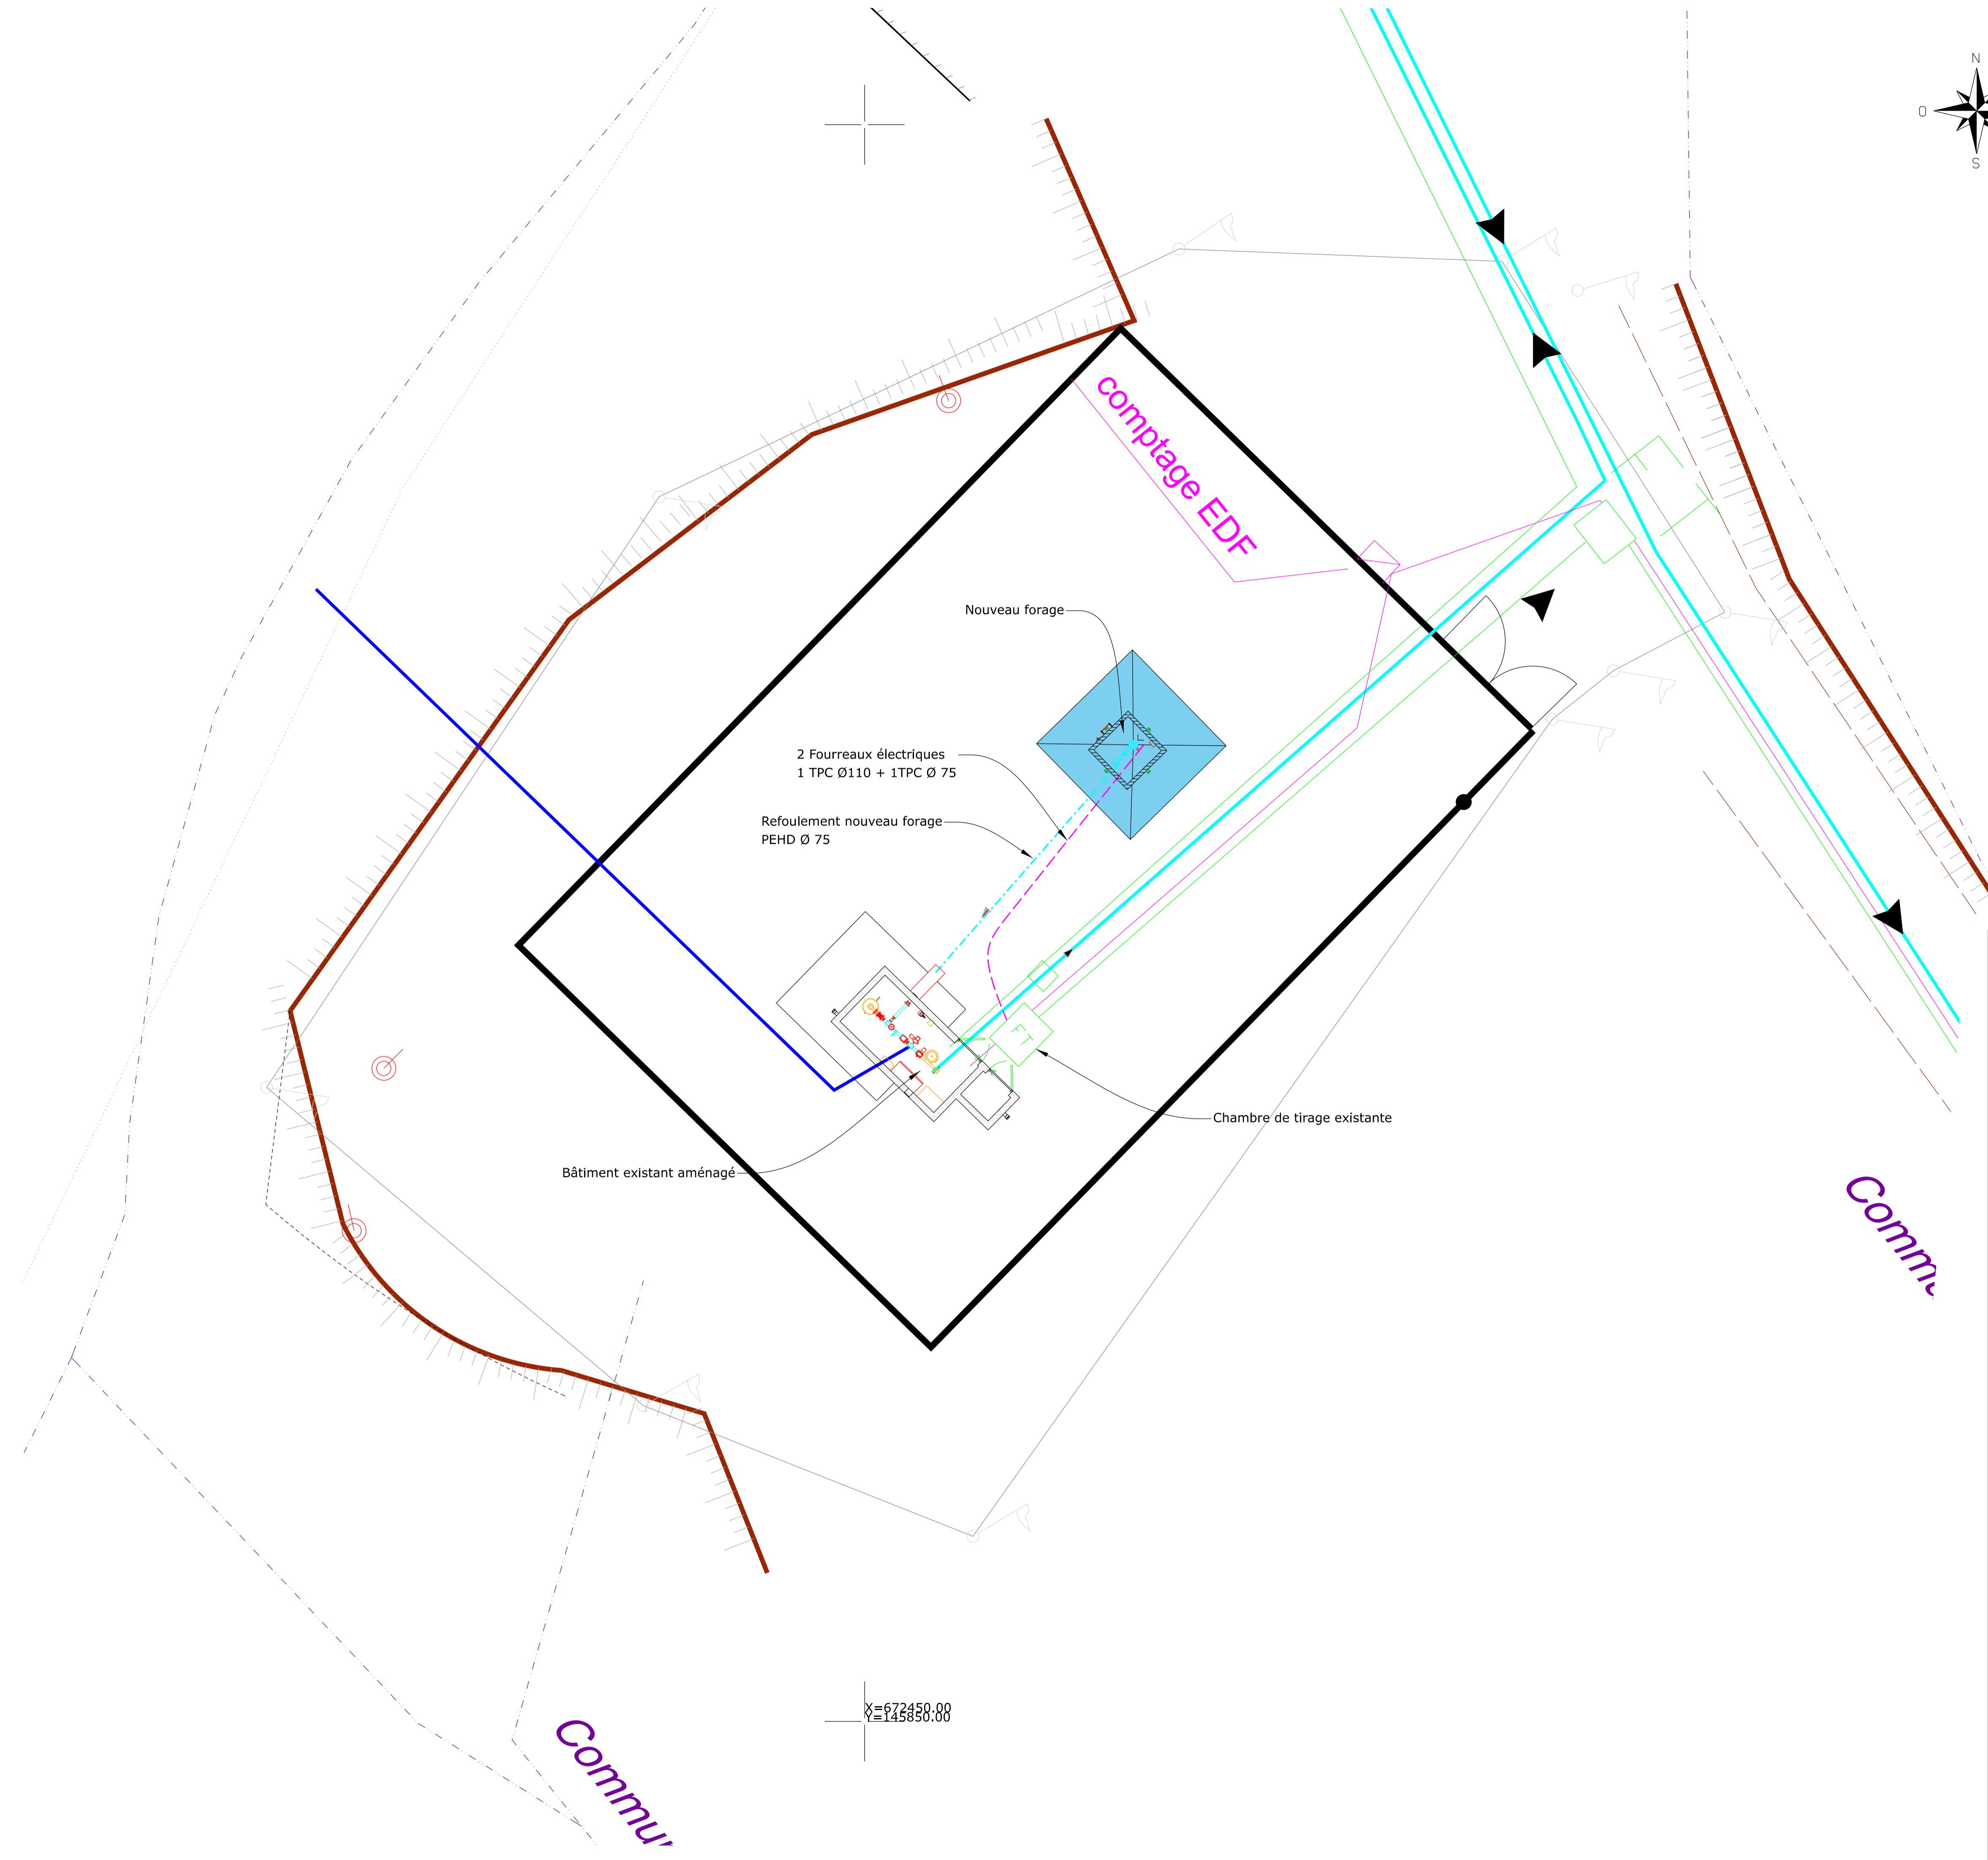 N
O
S
comptage EDF
Nouveau forage
2 Fourreaux électriques
1 TPC Ø110 + 1TPC Ø 75
Refoulement nouveau forage
PEHD Ø 75
Chambre de tirage existante
Bâtiment existant aménagé
X=672450.00
Y=145850.00